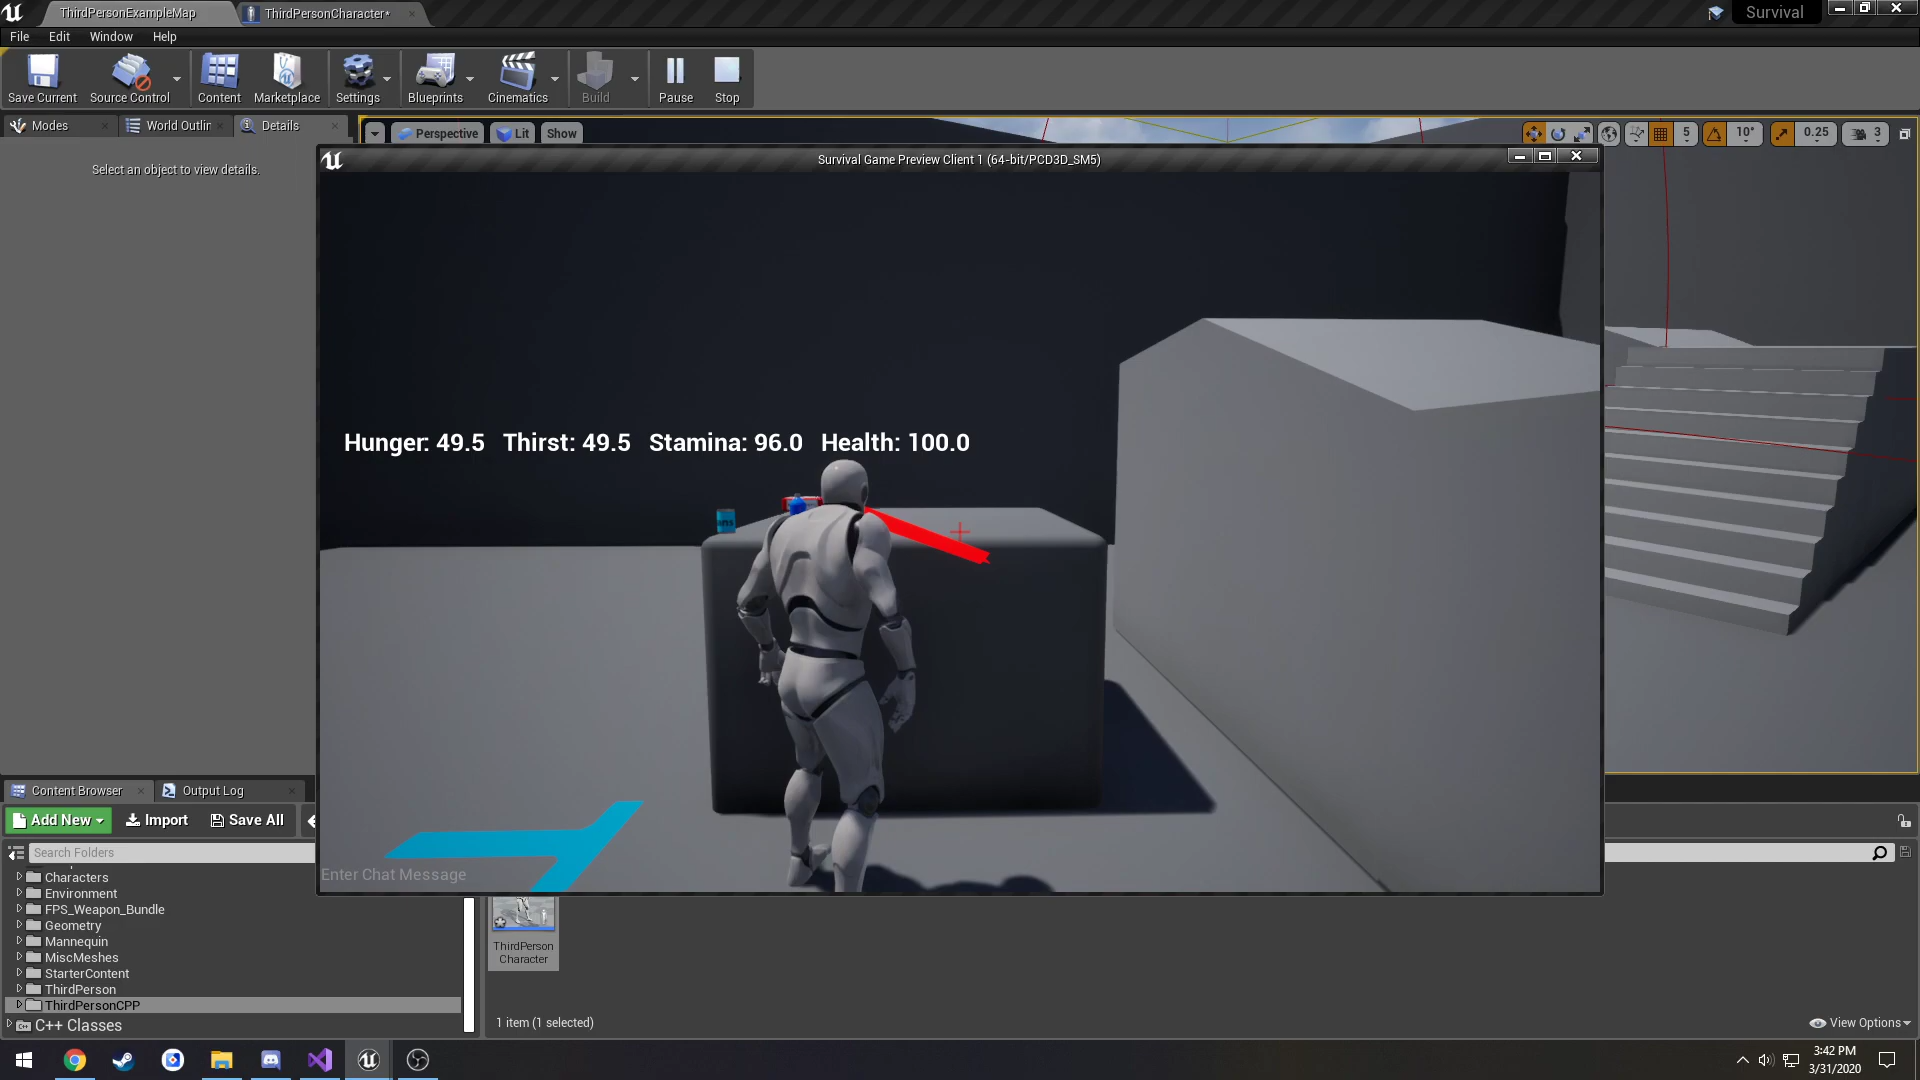 ThirdPersonExampleMap
ThirdPersonCharacter*
Survival
File Edit Window Help
Save Current Source Control Content Marketplace Settings Blueprints Cinematics Build Pause Stop
Modes World Outlin Details
Perspective Lit Show 5 10° 0.25 3
Select an object to view details.
Survival Game Preview Client 1 (64-bit/PCD3D_SM5)
Hunger: 49.5 Thirst: 49.5 Stamina: 96.0 Health: 100.0
ans
Enter Chat Message
Content Browser Output Log
Add New Import Save All
Search Folders
Characters
Environment
FPS_Weapon_Bundle
Geometry
Mannequin
MiscMeshes
StarterContent
ThirdPerson
ThirdPersonCPP
C++ Classes
ThirdPerson
Character
1 item (1 selected)
View Options
3:42 PM
3/31/2020